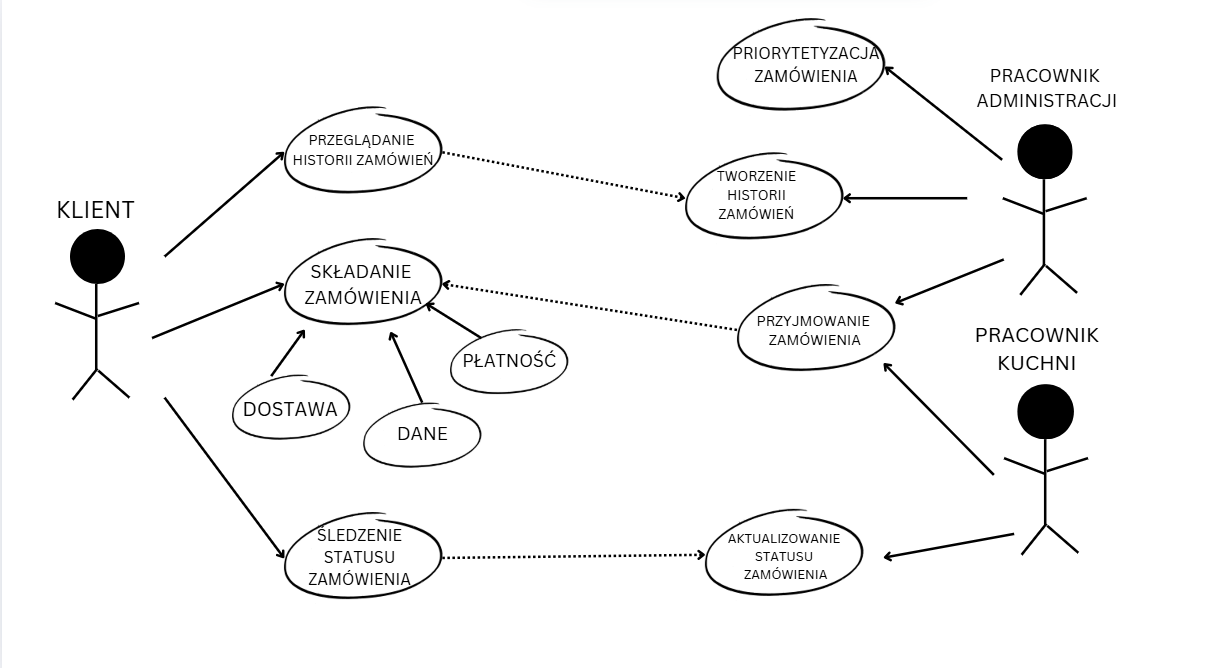 PRIORYTETYZACJA
ZAMÓWIENIA
PRACOWNIK
ADMINISTRACJI
PRZEGLĄDANIE
HISTORII ZAMÓWIEŃ
TWORZENIE
HISTORII
ZAMÓWIEŃ
KLIENT
SKŁADANIE
ZAMÓWIENIA
PRZYJMOWANIE
ZAMÓWIENIA
PRACOWNIK
KUCHNI
PŁATNOŚĆ
DOSTAWA
DANE
ŚLEDZENIE
STATUSU
ZAMÓWIENIA
AKTUALIZOWANIE
STATUSU
ZAMÓWIENIA